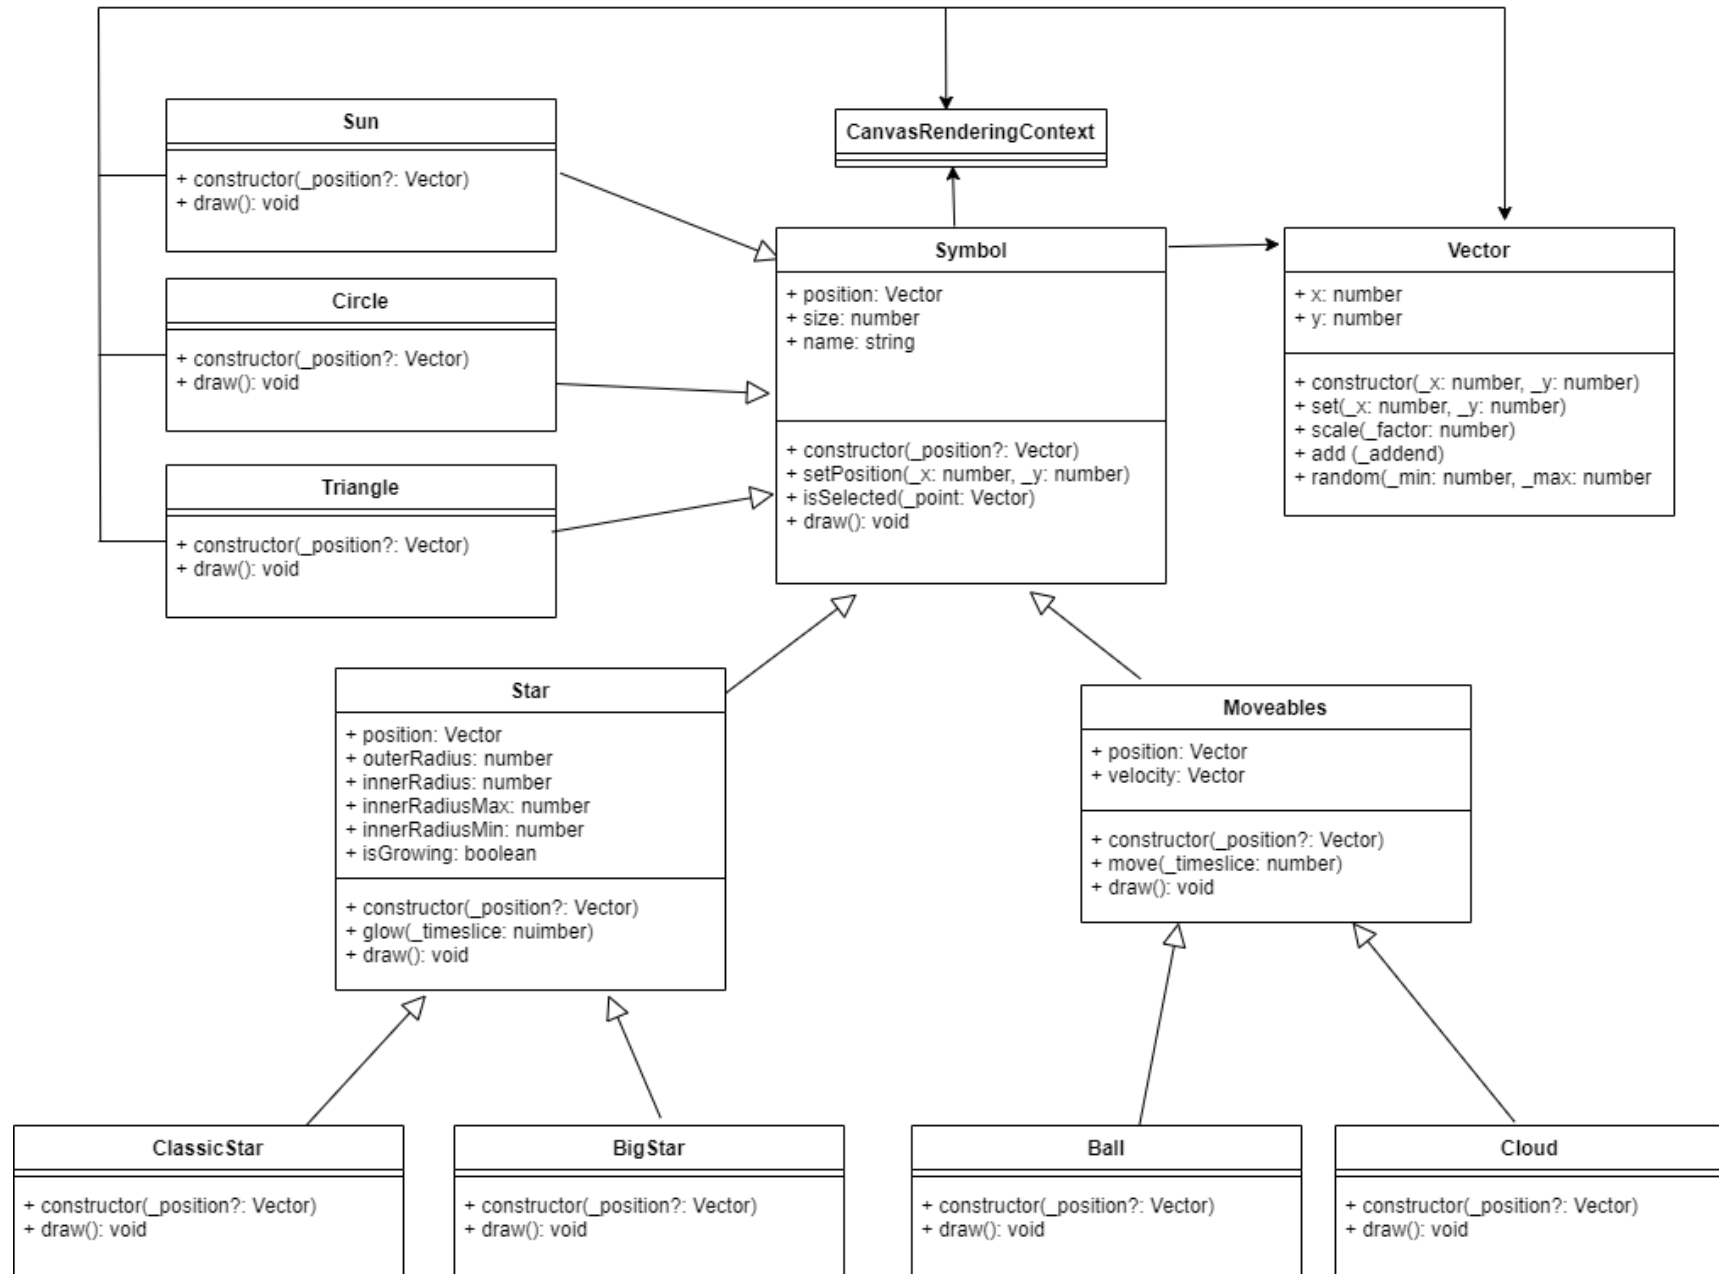 Sun
+ constructor(_position?: Vector)
+ draw(): void
CanvasRenderingContext
Circle
+ constructor(_position?: Vector)
+ draw(): void
Symbol
+ position: Vector
+ size: number
+ name: string
+ constructor(_position?: Vector)
+ setPosition(_x: number, _y: number)
+ isSelected(_point: Vector)
+ draw(): void
Vector
+ x: number
+ y: number
+ constructor(_x: number, _y: number)
+ set(_x: number, _y: number)
+ scale(_factor: number)
+ add (_addend)
+ random(_min: number, _max: number
Triangle
+ constructor(_position?: Vector)
+ draw(): void
Star
+ position: Vector
+ outerRadius: number
+ innerRadius: number
+ innerRadiusMax: number
+ innerRadiusMin: number
+ isGrowing: boolean
+ constructor(_position?: Vector)
+ glow(_timeslice: nuimber)
+ draw(): void
Moveables
+ position: Vector
+ velocity: Vector
+ constructor(_position?: Vector)
+ move(_timeslice: number)
+ draw(): void
ClassicStar
+ constructor(_position?: Vector)
+ draw(): void
BigStar
+ constructor(_position?: Vector)
+ draw(): void
Ball
+ constructor(_position?: Vector)
+ draw(): void
Cloud
+ constructor(_position?: Vector)
+ draw(): void